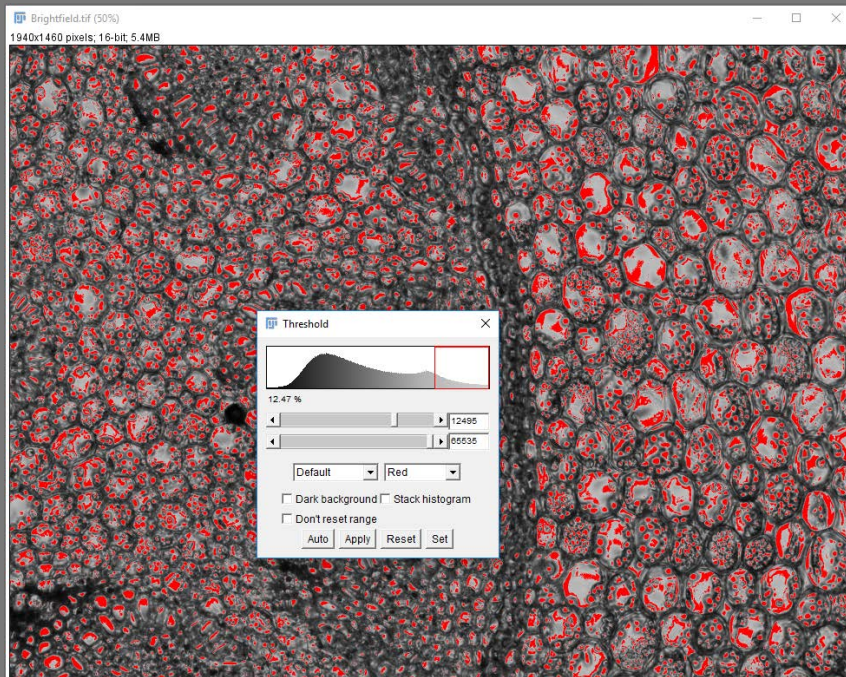 Brightfield.tif (50%)
1940x1460 pixels; 16-bit; 5.4MB
Threshold
12.47 %
12495
65535
Default Red
Dark background Stack histogram
Don't reset range
Auto Apply Reset Set